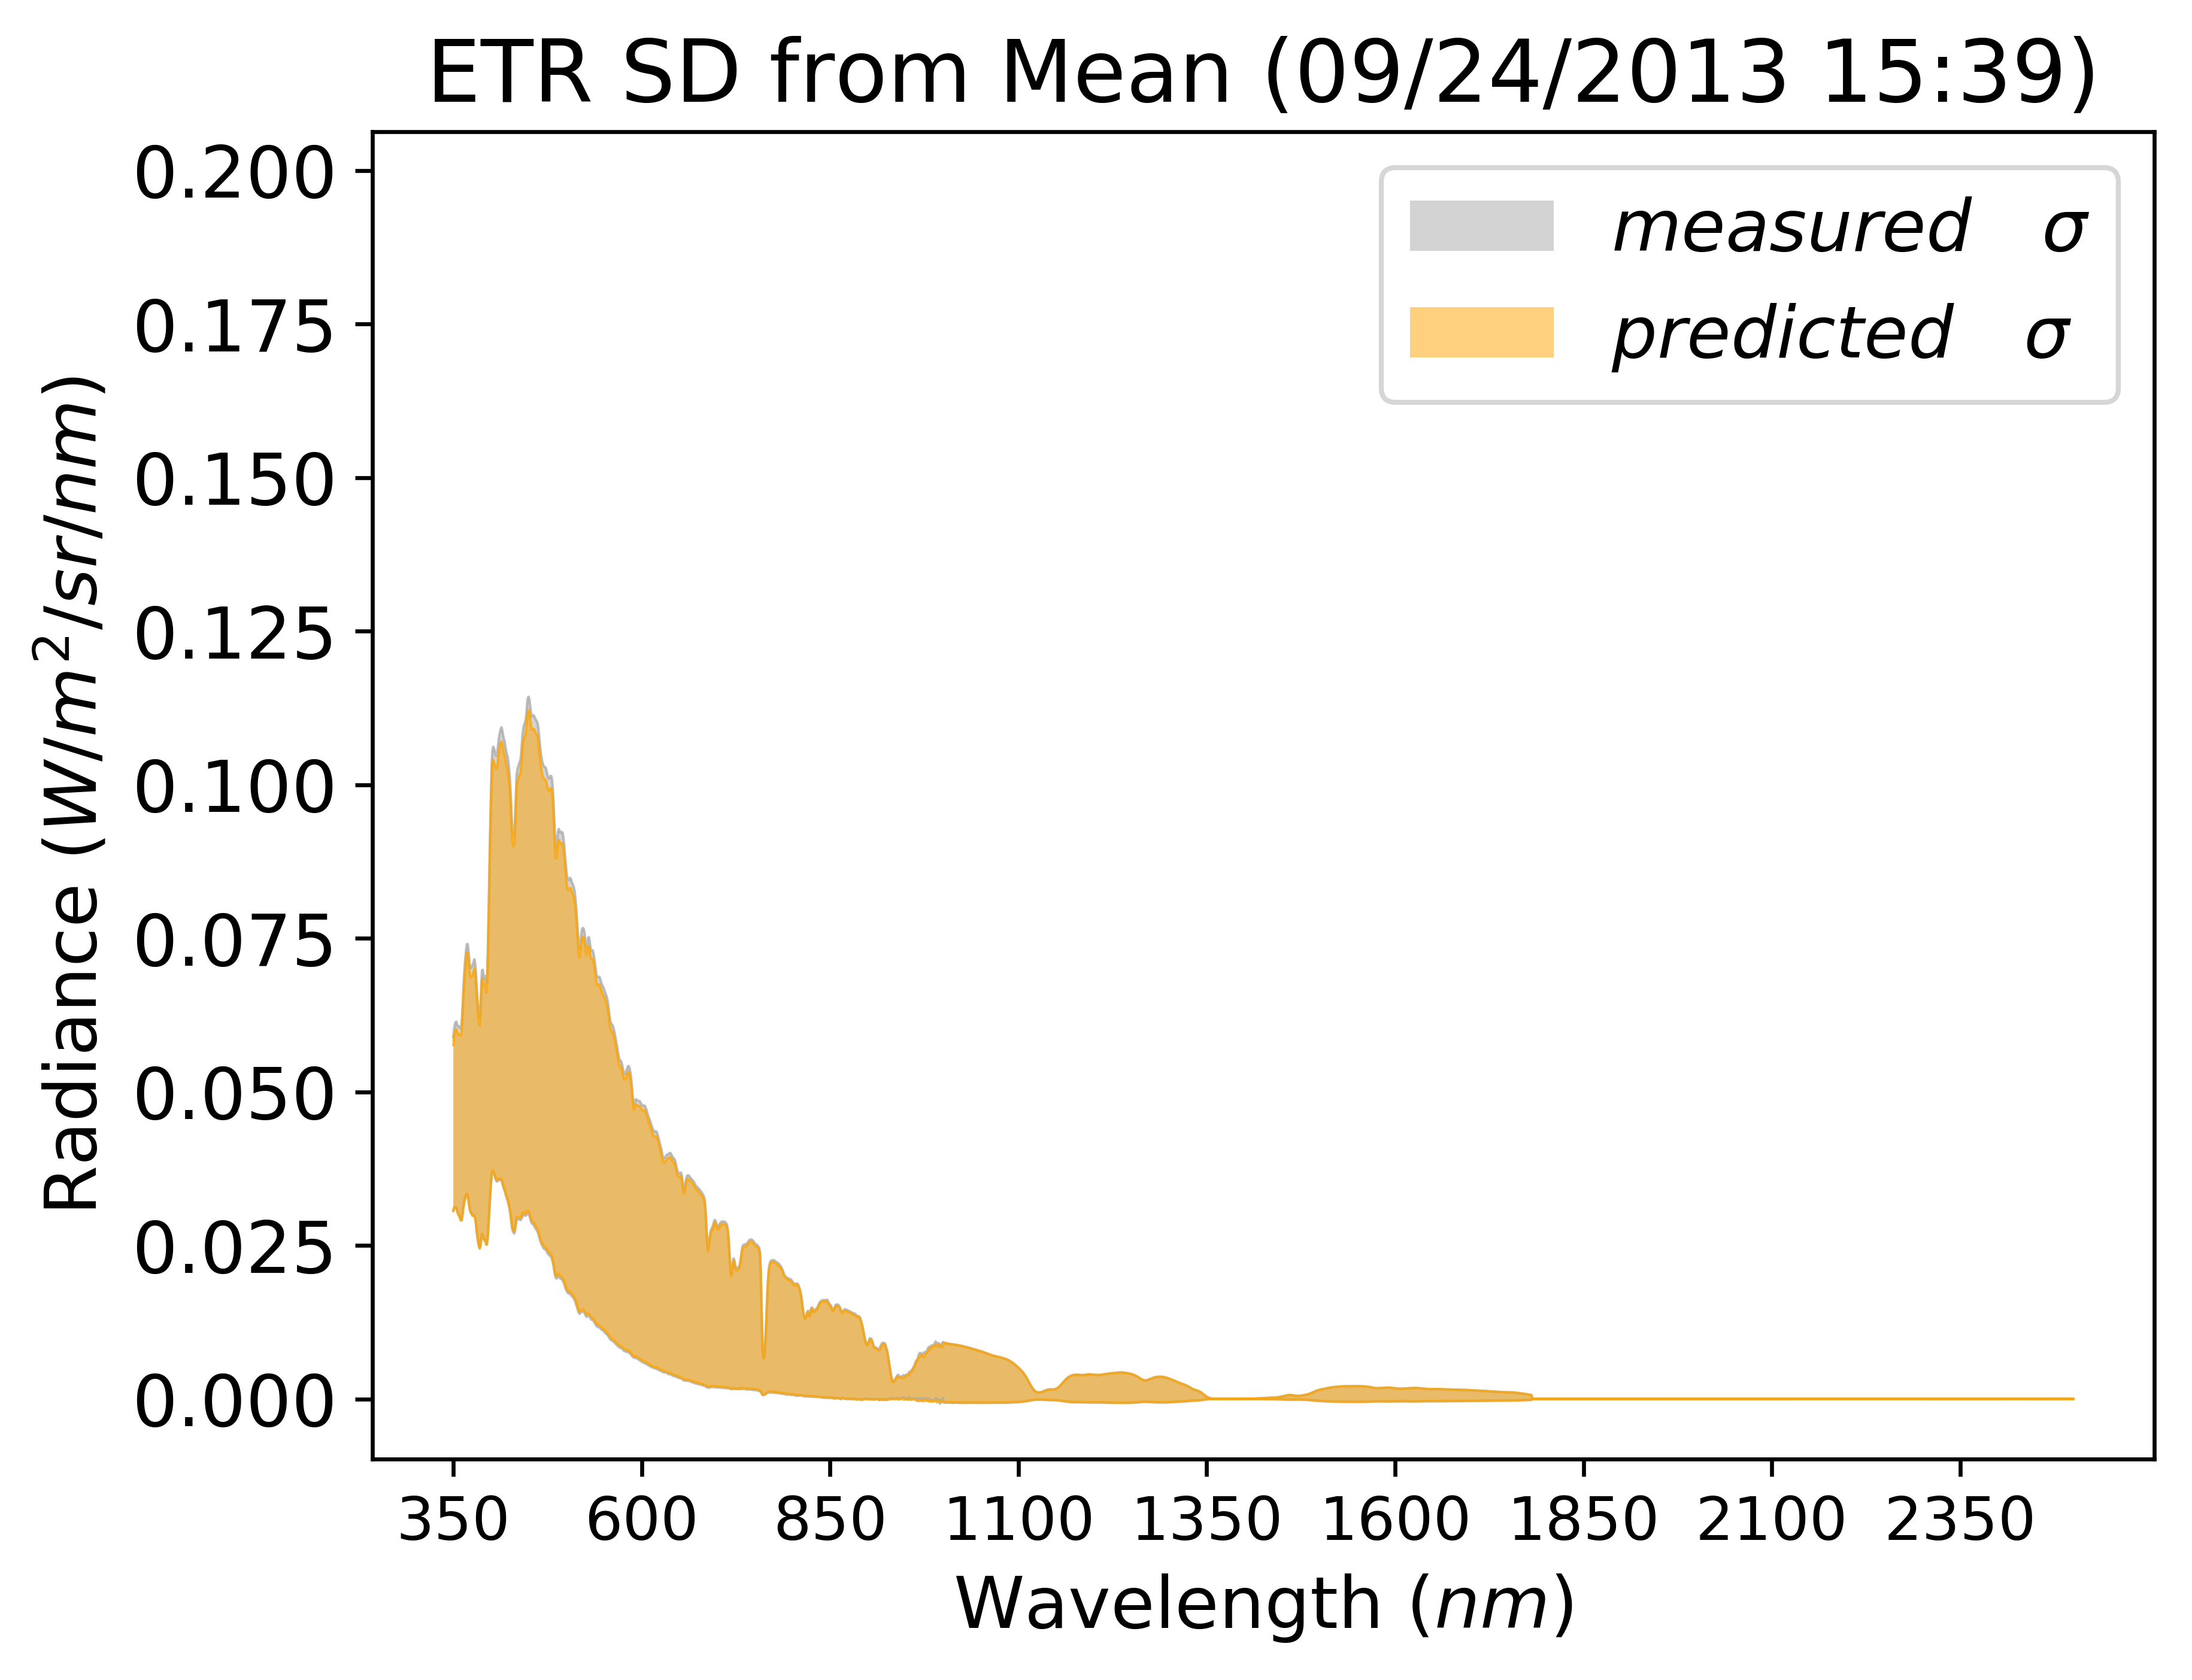 ETR SD from Mean (09/24/2013 15:39)
measured σ
predicted σ
Radiance (W/m²/sr/nm)
0.200
0.175
0.150
0.125
0.100
0.075
0.050
0.025
0.000
350 600 850 1100 1350 1600 1850 2100 2350
Wavelength (nm)